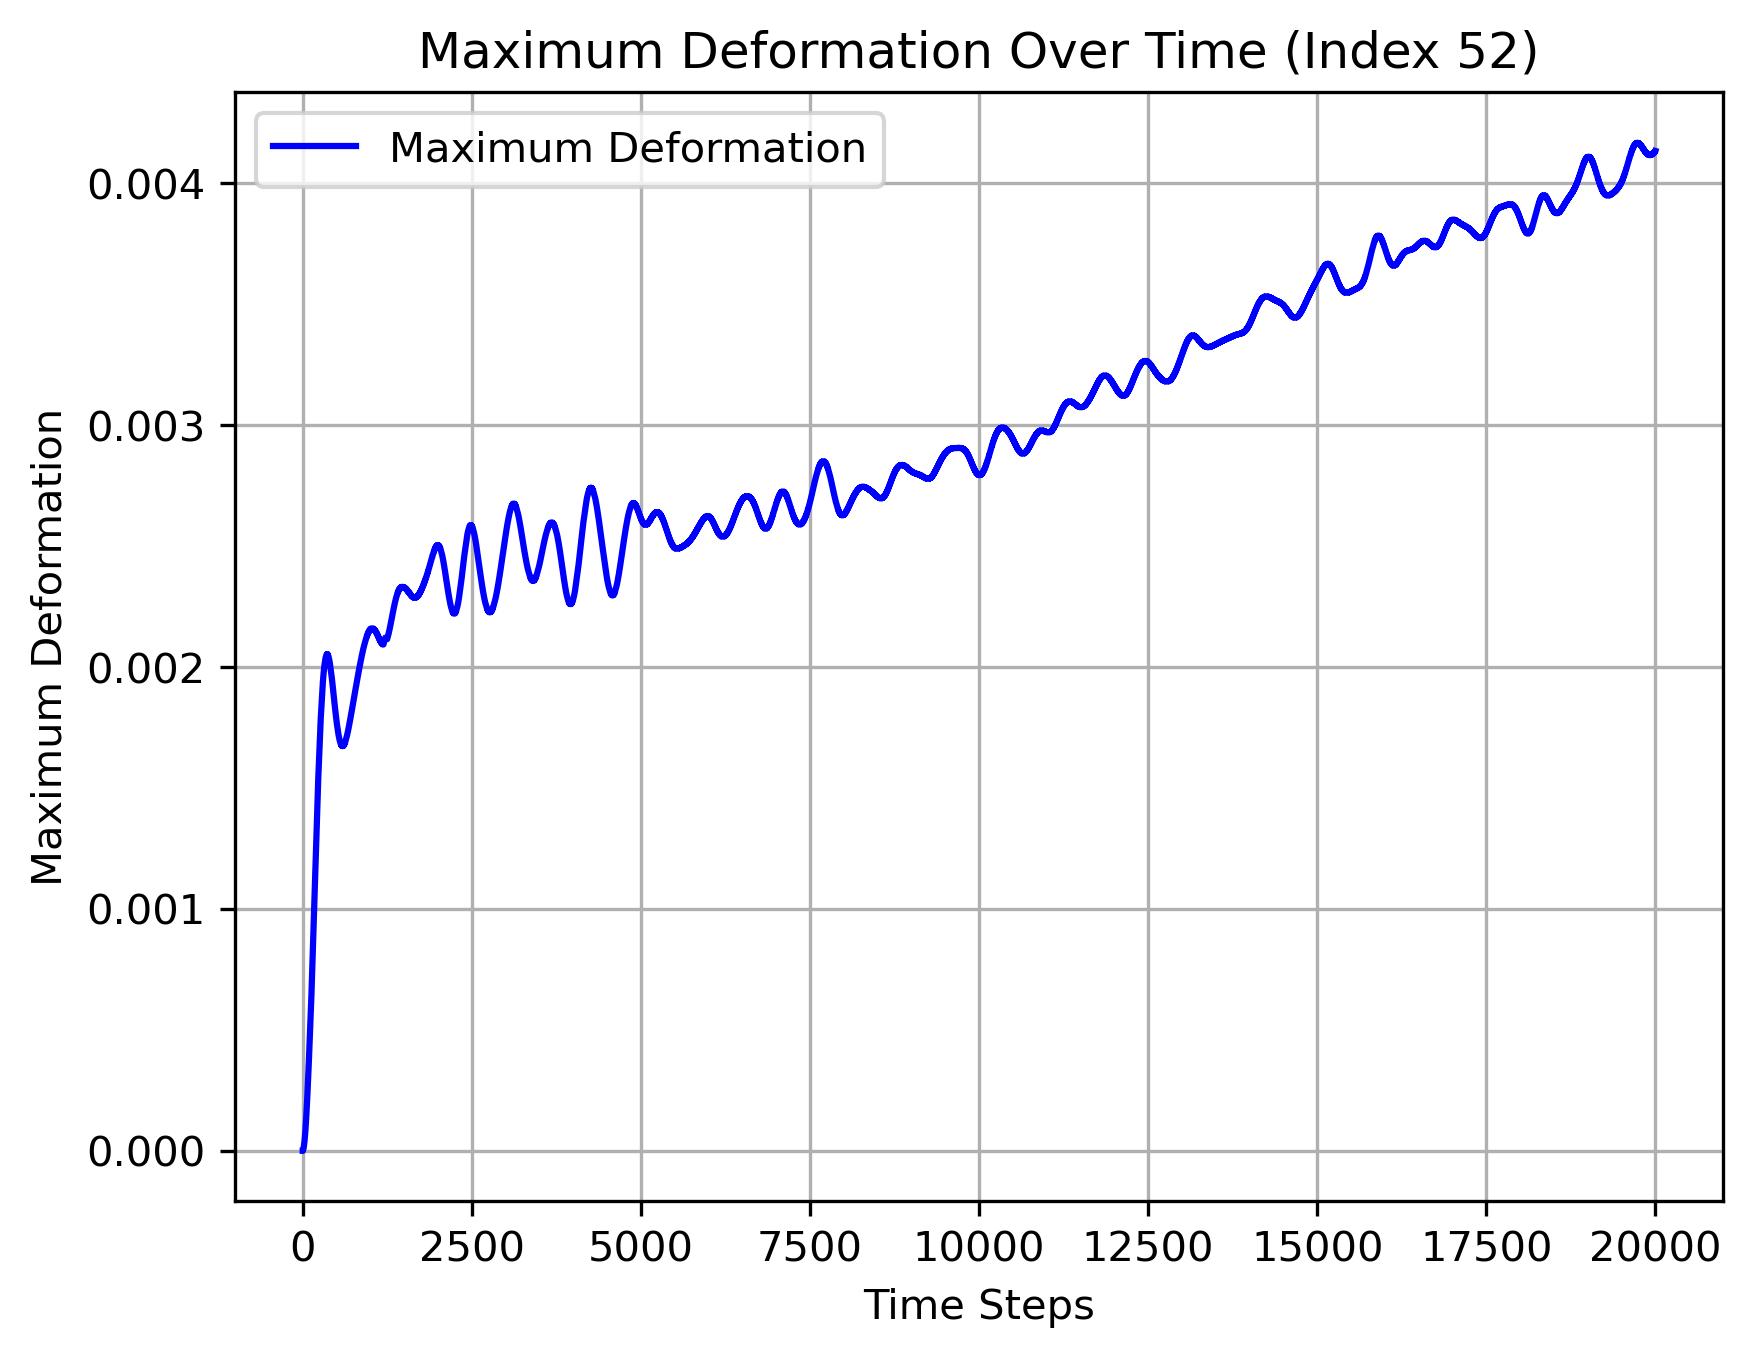 Maximum Deformation Over Time (Index 52)
Maximum Deformation
0.004
0.003
0.002
0.001
0.000
Maximum Deformation
0 2500 5000 7500 10000 12500 15000 17500 20000
Time Steps